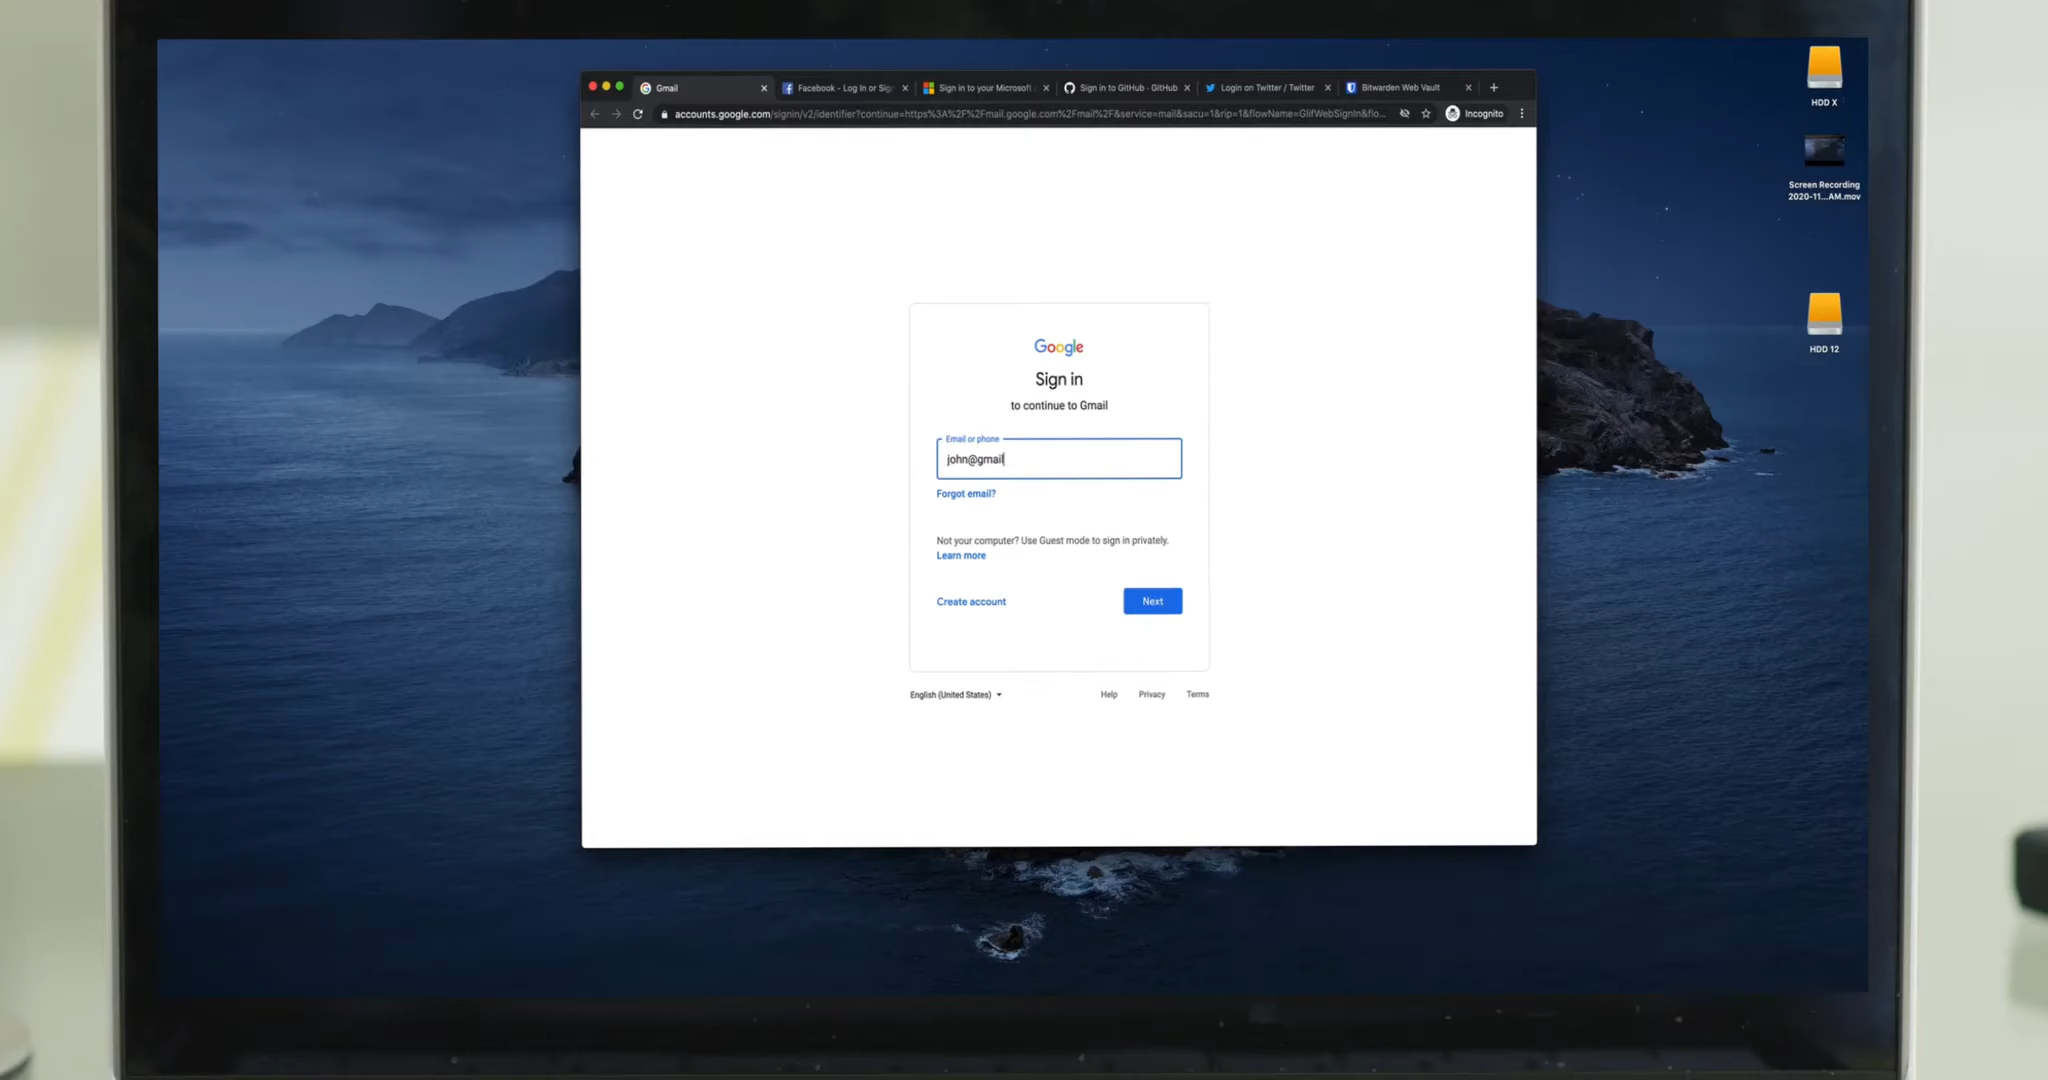 Gmail
Facebook - Log In or Sig
Sign in to your Microsoft
Sign in to GitHub · GitHub
Login on Twitter / Twitter
Bitwarden Web Vault
accounts.google.com/signin/v2/identifier?continue=https%3A%2F%2Fmail.google.com%2Fmail%2F&service=mail&sacu=1&rip=1&flowName=GlifWebSignIn&flo...
Incognito
HDD X
Screen Recording
2020-11...AM.mov
HDD 12
Google
Sign in
to continue to Gmail
Email or phone
john@gmail
Forgot email?
Not your computer? Use Guest mode to sign in privately.
Learn more
Create account
Next
English (United States)
Help
Privacy
Terms